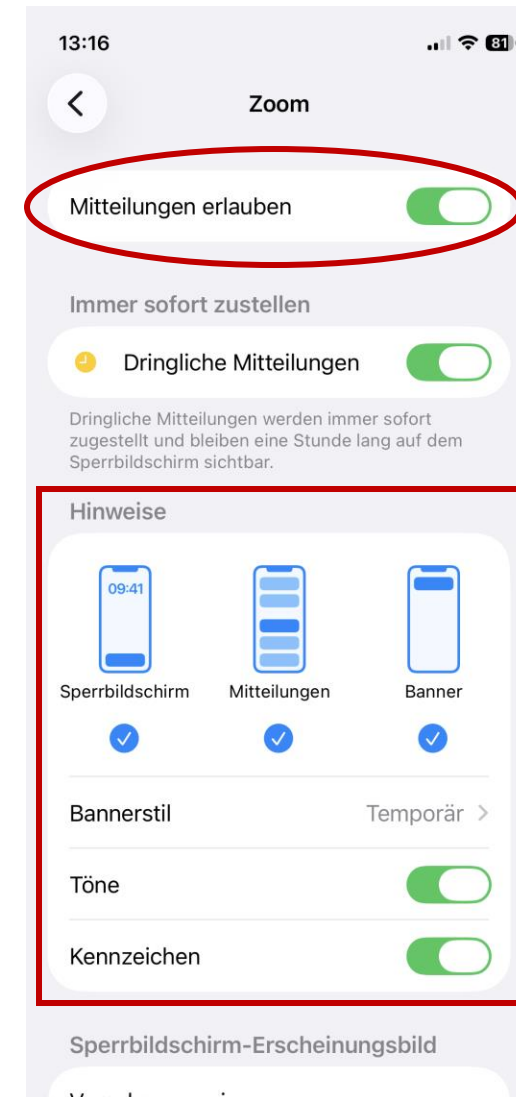 13:16
81
Zoom
Mitteilungen erlauben
Immer sofort zustellen
Dringliche Mitteilungen
Dringliche Mitteilungen werden immer sofort
zugestellt und bleiben eine Stunde lang auf dem
Sperrbildschirm sichtbar.
Hinweise
09:41
Sperrbildschirm Mitteilungen Banner
Bannerstil Temporär
Töne
Kennzeichen
Sperrbildschirm-Erscheinungsbild